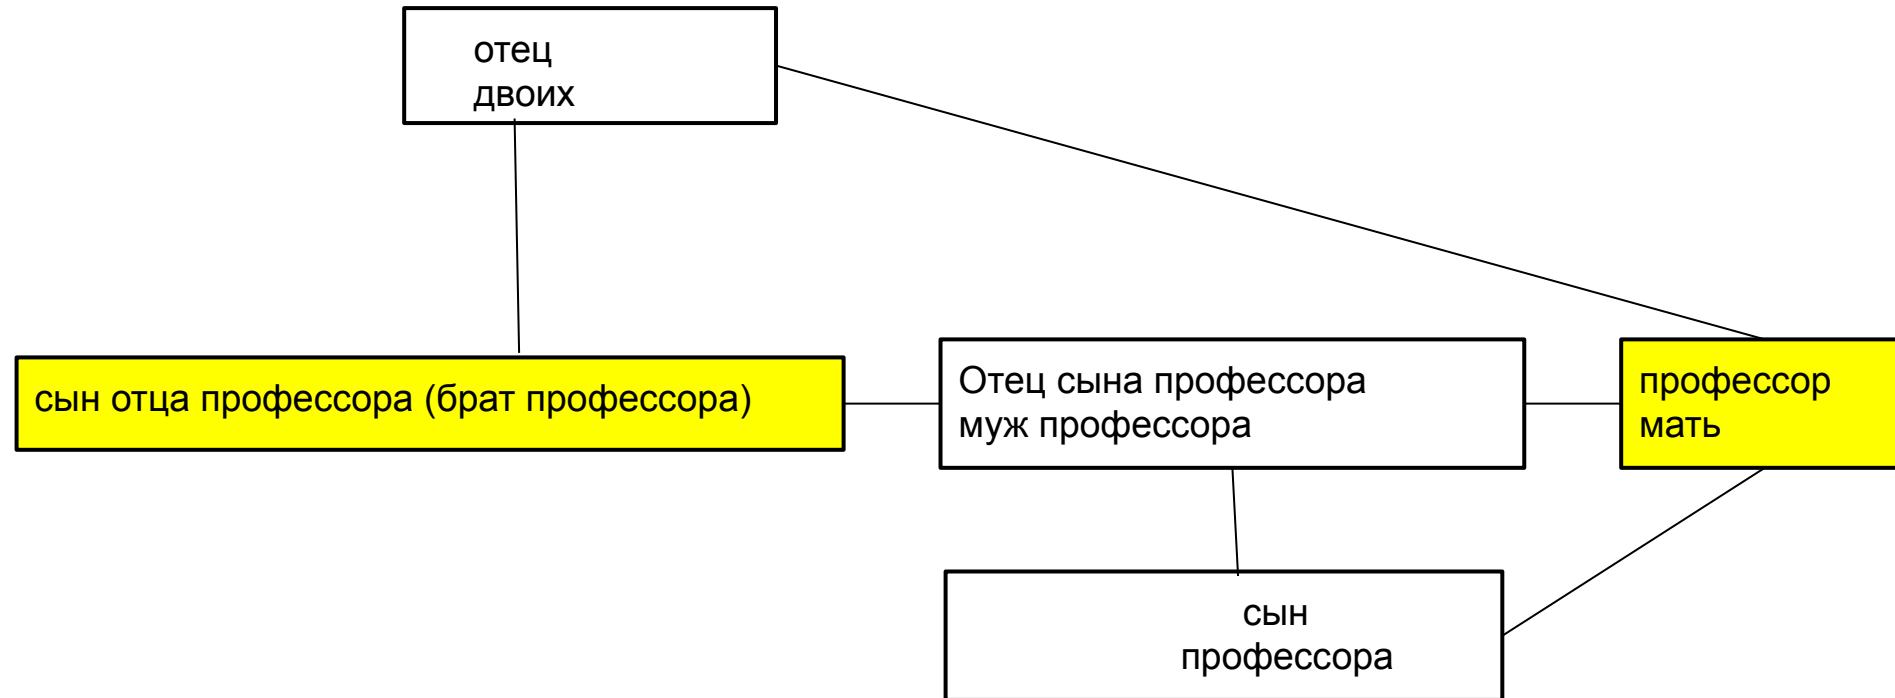 отец
двоих
сын отца профессора (брат профессора)
Отец сына профессора
муж профессора
профессор
мать
сын
профессора